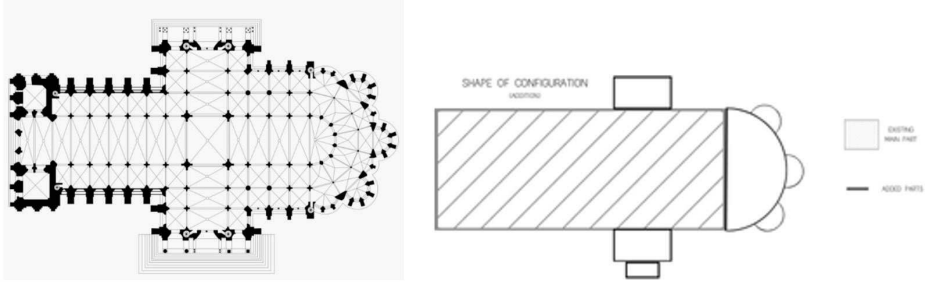 SHAPE OF CONFIGURATION
(ADDITION)
EXISTING
MAIN PART
ADDED PARTS